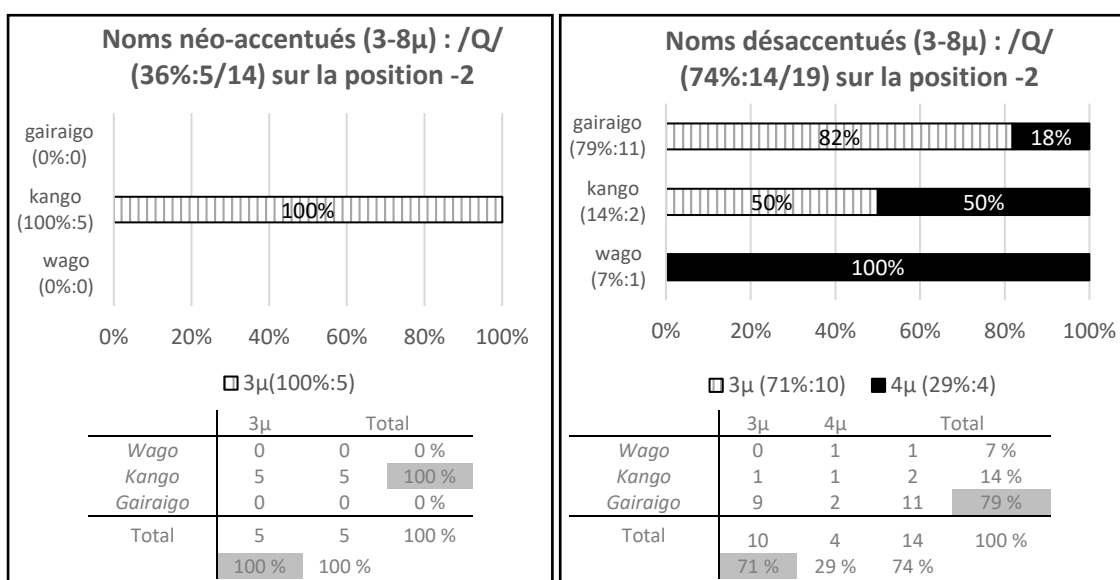 Noms néo-accentués (3-8μ) : /Q/
(36%:5/14) sur la position -2
gairaigo
(0%:0)
kango
(100%:5)
100%
wago
(0%:0)
0% 20% 40% 60% 80% 100%
3μ(100%:5)
3μ Total
Wago 0 0 0 %
Kango 5 5 100 %
Gairaigo 0 0 0 %
Total 5 5 100 %
100 % 100 %
Noms désaccentués (3-8μ) : /Q/
(74%:14/19) sur la position -2
gairaigo
(79%:11)
82% 18%
kango
(14%:2)
50% 50%
wago
(7%:1)
100%
0% 20% 40% 60% 80% 100%
3μ (71%:10) 4μ (29%:4)
3μ 4μ Total
Wago 0 1 1 7 %
Kango 1 1 2 14 %
Gairaigo 9 2 11 79 %
Total 10 4 14 100 %
71 % 29 % 74 %